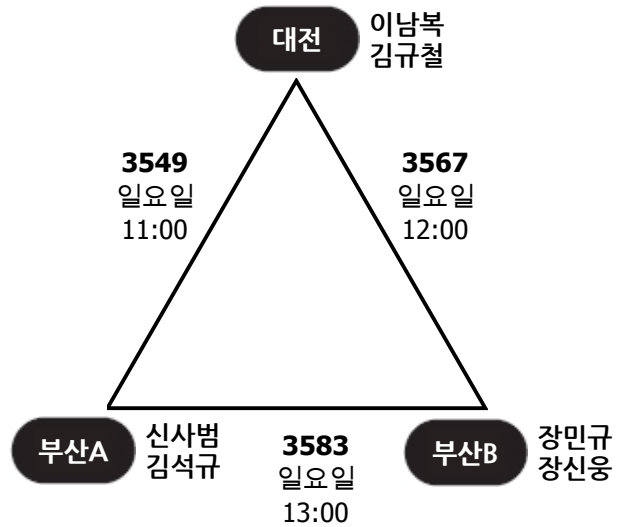 대전
이남복
김규철
3549
일요일
11:00
3567
일요일
12:00
부산A
신사범
김석규
3583
일요일
13:00
부산B
장민규
장신웅